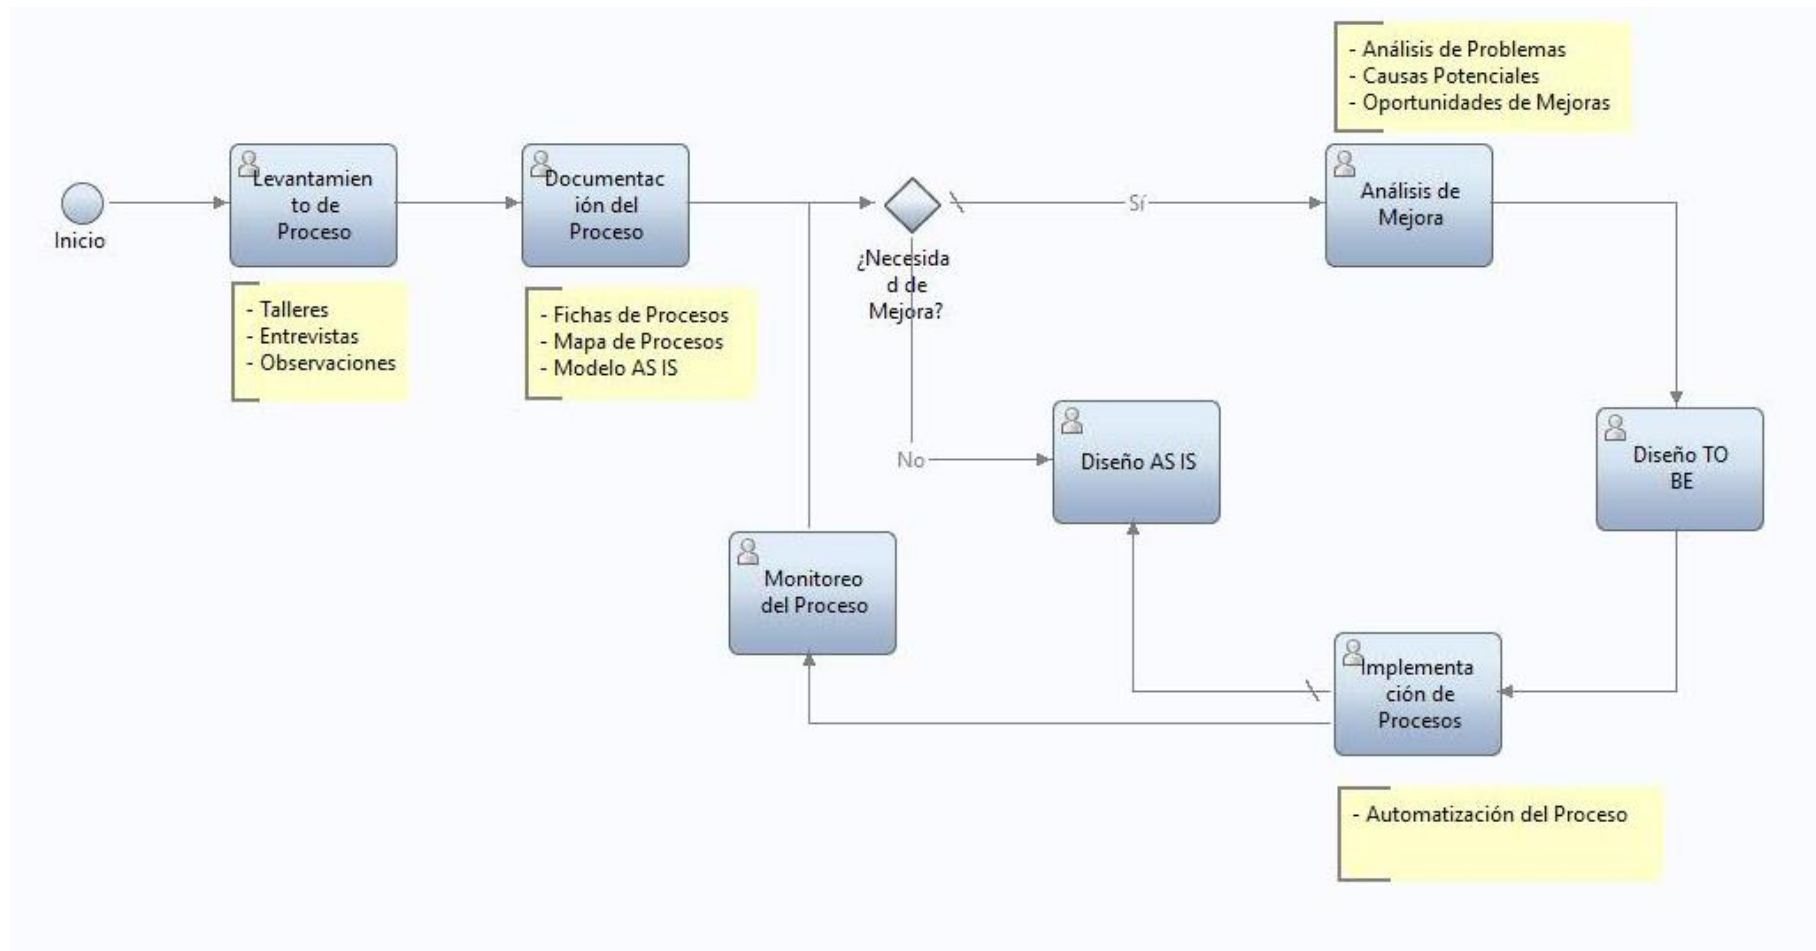 Inicio
Levantamien
to de
Proceso
- Talleres
- Entrevistas
- Observaciones
Documentac
ión del
Proceso
- Fichas de Procesos
- Mapa de Procesos
- Modelo AS IS
¿Necesida
d de
Mejora?
Sí
No
- Análisis de Problemas
- Causas Potenciales
- Oportunidades de Mejoras
Análisis de
Mejora
Diseño AS IS
Diseño TO
BE
Monitoreo
del Proceso
Implementa
ción de
Procesos
- Automatización del Proceso